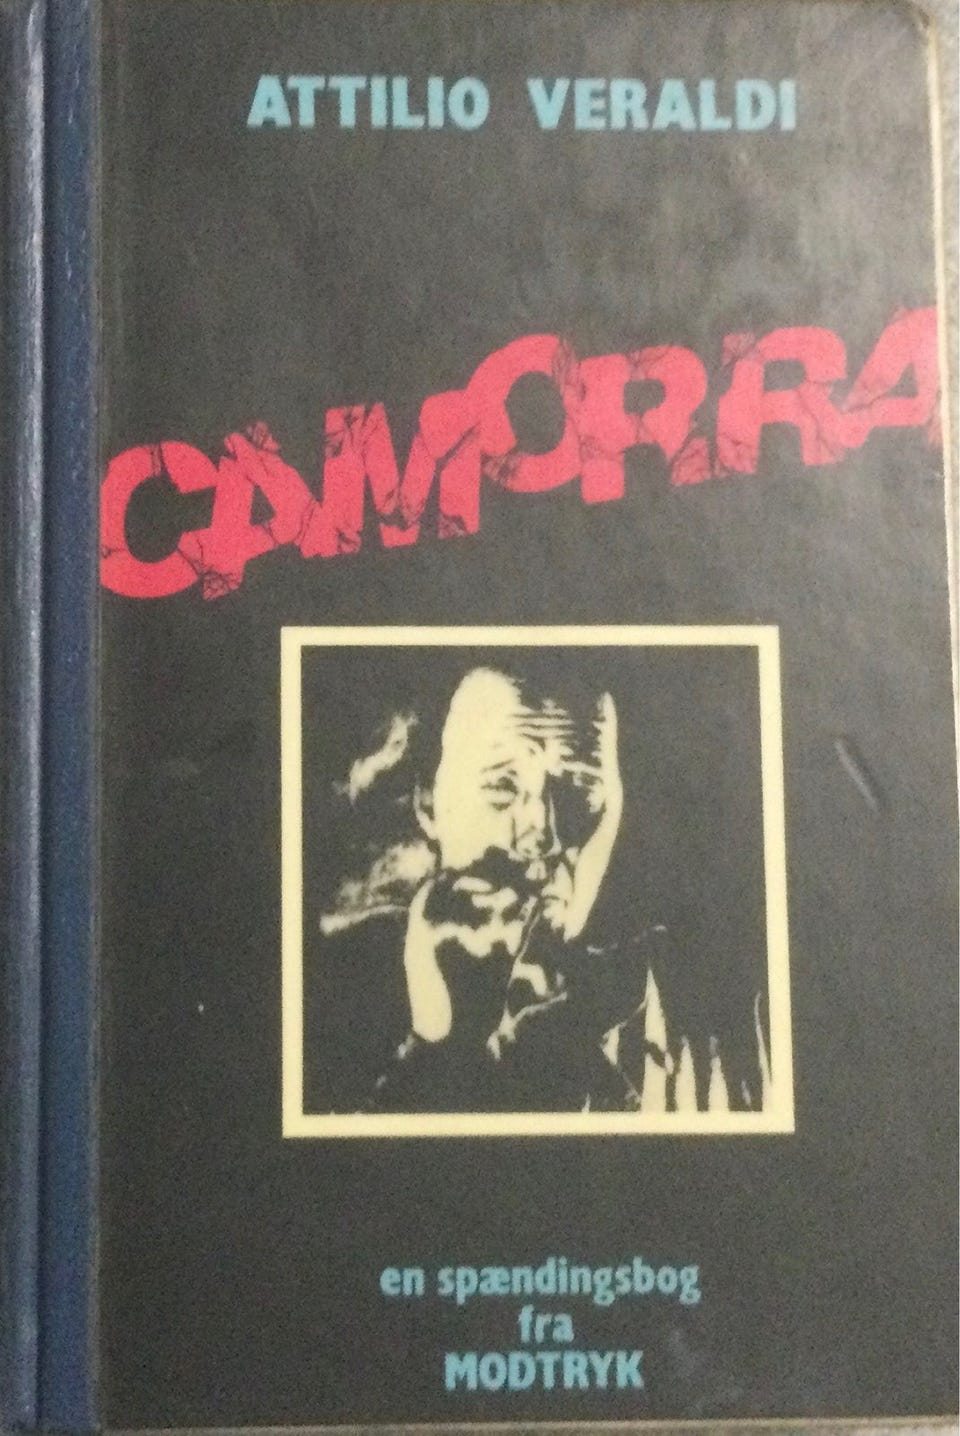 ATTILIO VERALDI
CAMORRA
en spændingsbog
fra
MODTRYK